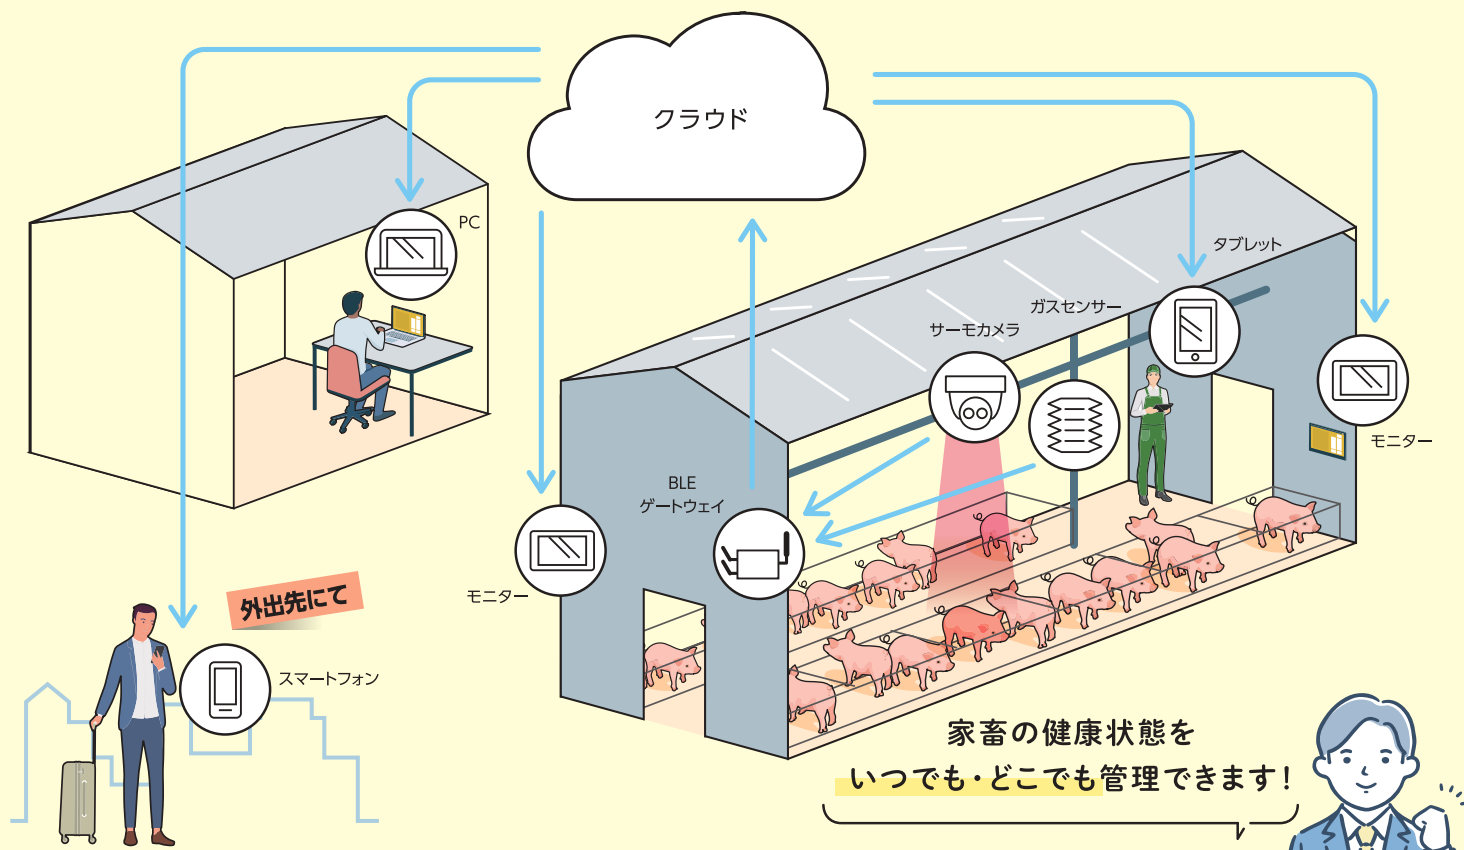 クラウド
PC
タブレット
ガスセンサー
サーモカメラ
モニター
BLE
ゲートウェイ
モニター
外出先にて
スマートフォン
家畜の健康状態を
いつでも・どこでも管理できます!